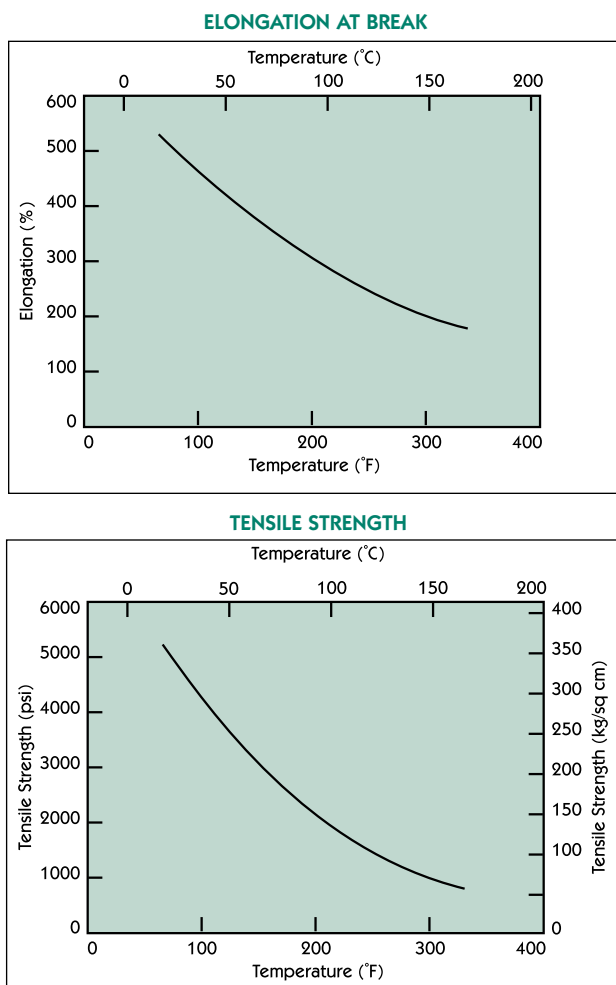 ELONGATION AT BREAK
Temperature (°C)
0 50 100 150 200
600
500
400
300
200
100
0
Elongation (%)
0 100 200 300 400
Temperature (°F)
TENSILE STRENGTH
Temperature (°C)
0 50 100 150 200
6000
5000
4000
3000
2000
1000
0
Tensile Strength (psi)
400
350
300
250
200
150
100
0
Tensile Strength (kg/sq cm)
0 100 200 300 400
Temperature (°F)